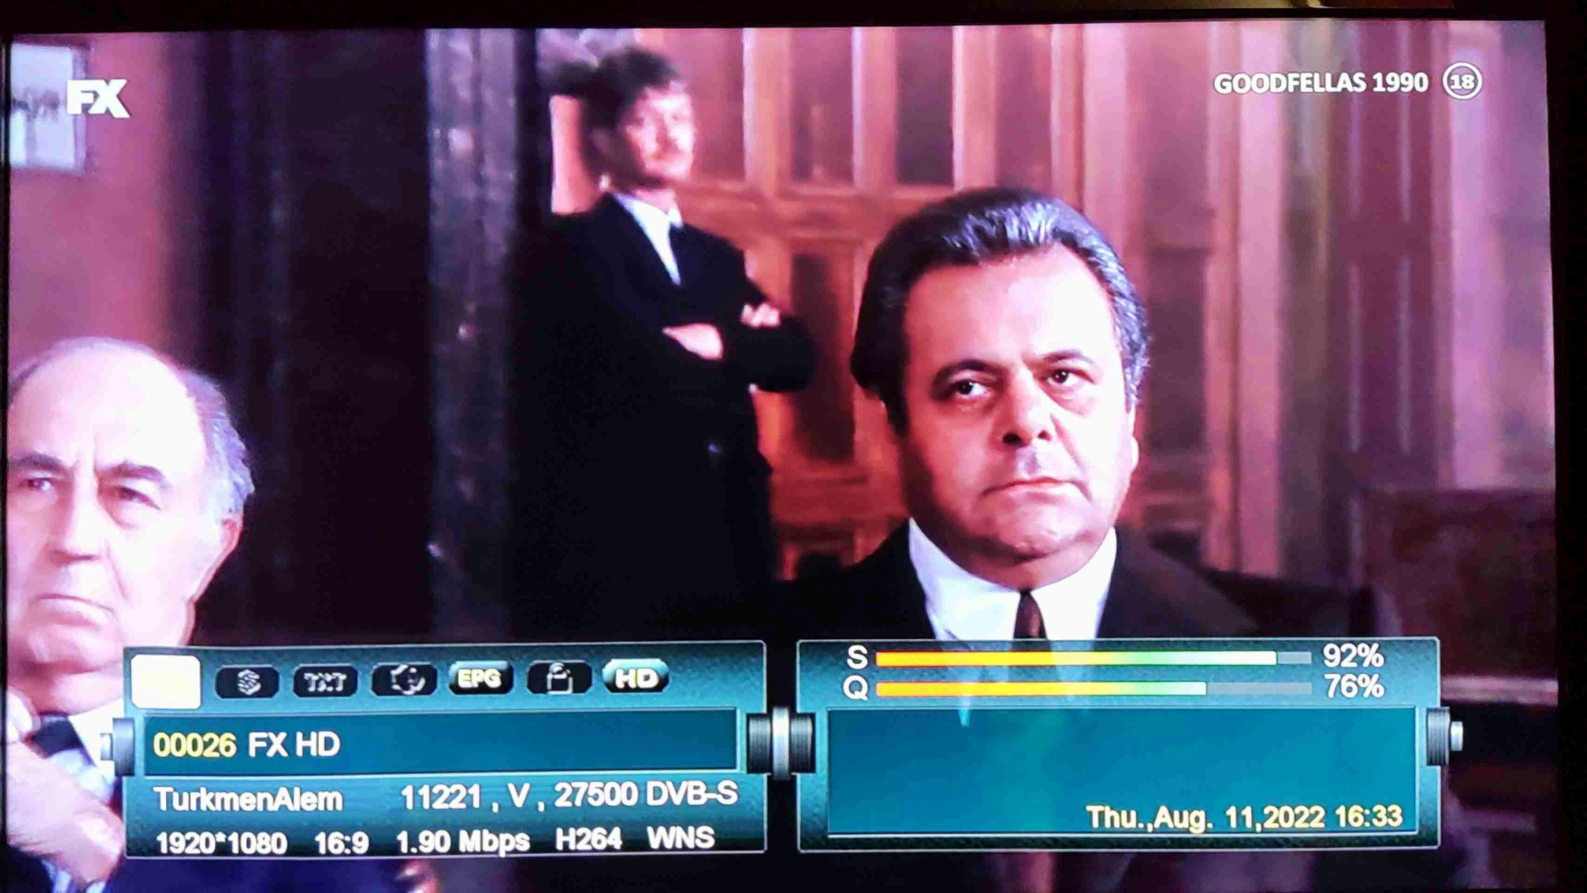 FX
GOODFELLAS 1990 18
$ TXT EPG HD
S 92%
Q 76%
00026 FX HD
TurkmenAlem 11221 , V , 27500 DVB-S
1920*1080 16:9 1.90 Mbps H264 WNS
Thu.,Aug. 11,2022 16:33